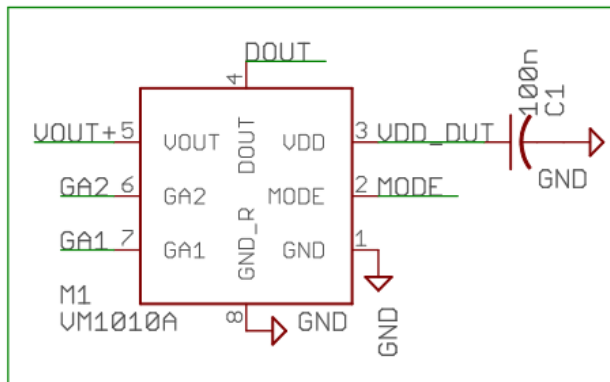 DOUT
4
100n
C1
VOUT+ 5 VOUT DOUT VDD 3 VDD_DUT
GND
GA2 6 GA2 MODE 2 MODE
GA1 7 GA1 GND_R GND 1
GND
M1
VM1010A
8 GND